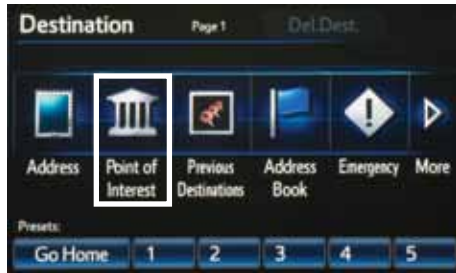 Destination Page 1 Del.Dest.
Address Point of Interest Previous Destinations Address Book Emergency More
Presets:
Go Home 1 2 3 4 5